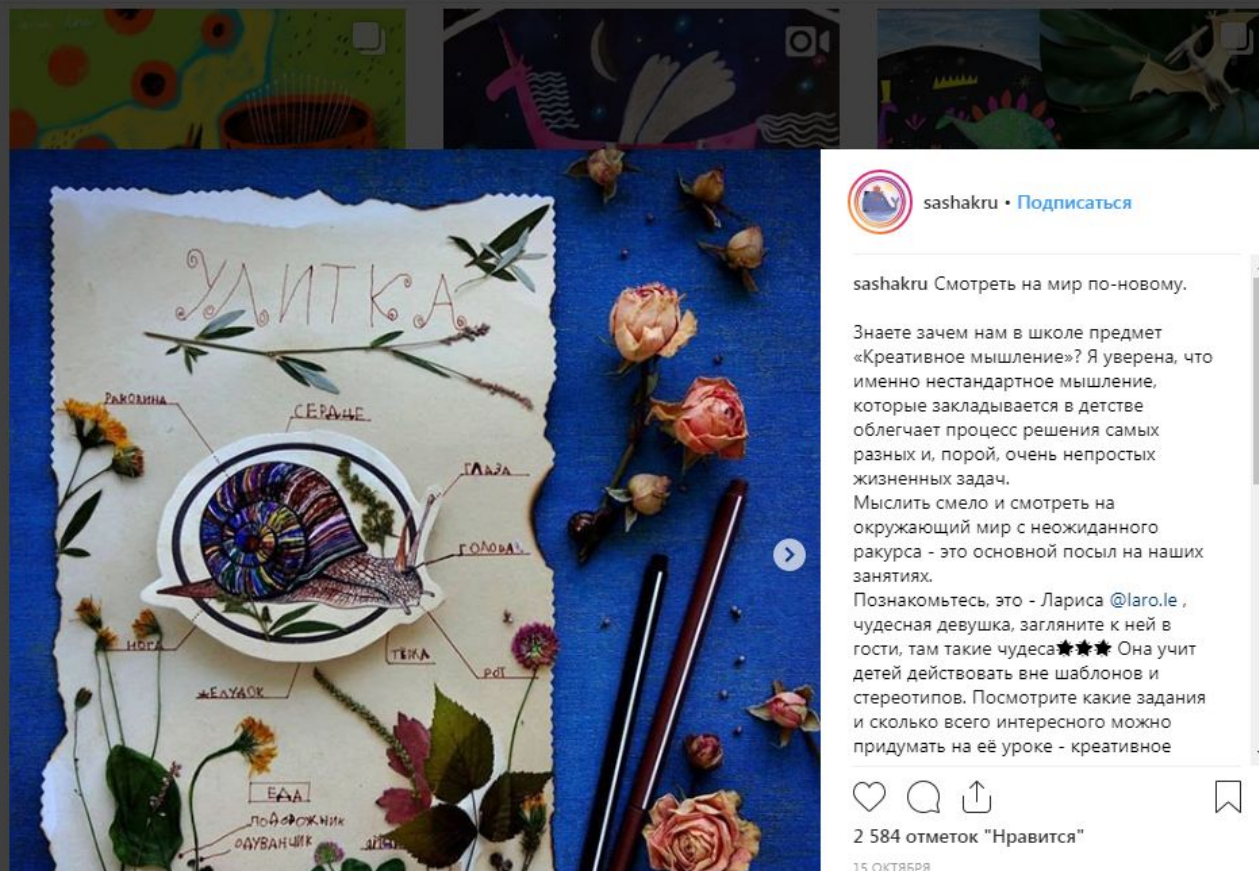 УЛИТКА
РАКОВИНА
СЕРДЦЕ
ГЛАЗА
ГОЛОВА
НОГА
РОТ
ЖЕЛУДОК
ЕДА
ПОДОРОЖНИК
ОДУВАНЧИК
sashakru • Подписаться
sashakru Смотреть на мир по-новому.
Знаете зачем нам в школе предмет
«Креативное мышление»? Я уверена, что
именно нестандартное мышление,
которые закладывается в детстве
облегчает процесс решения самых
разных и, порой, очень непростых
жизненных задач.
Мыслить смело и смотреть на
окружающий мир с неожиданного
ракурса - это основной посыл на наших
занятиях.
Познакомьтесь, это - Лариса @laro.le ,
чудесная девушка, загляните к ней в
гости, там такие чудеса Она учит
детей действовать вне шаблонов и
стереотипов. Посмотрите какие задания
и сколько всего интересного можно
придумать на её уроке - креативное
2 584 отметок "Нравится"
15 ОКТЯБРЯ